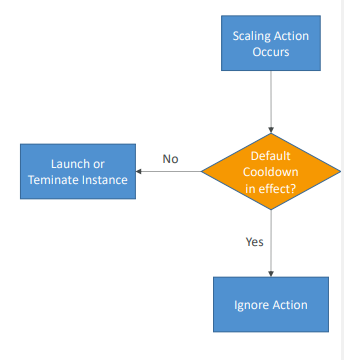 Scaling Action
Occurs
No
Default
Cooldown
in effect?
Launch or
Teminate Instance
Yes
Ignore Action